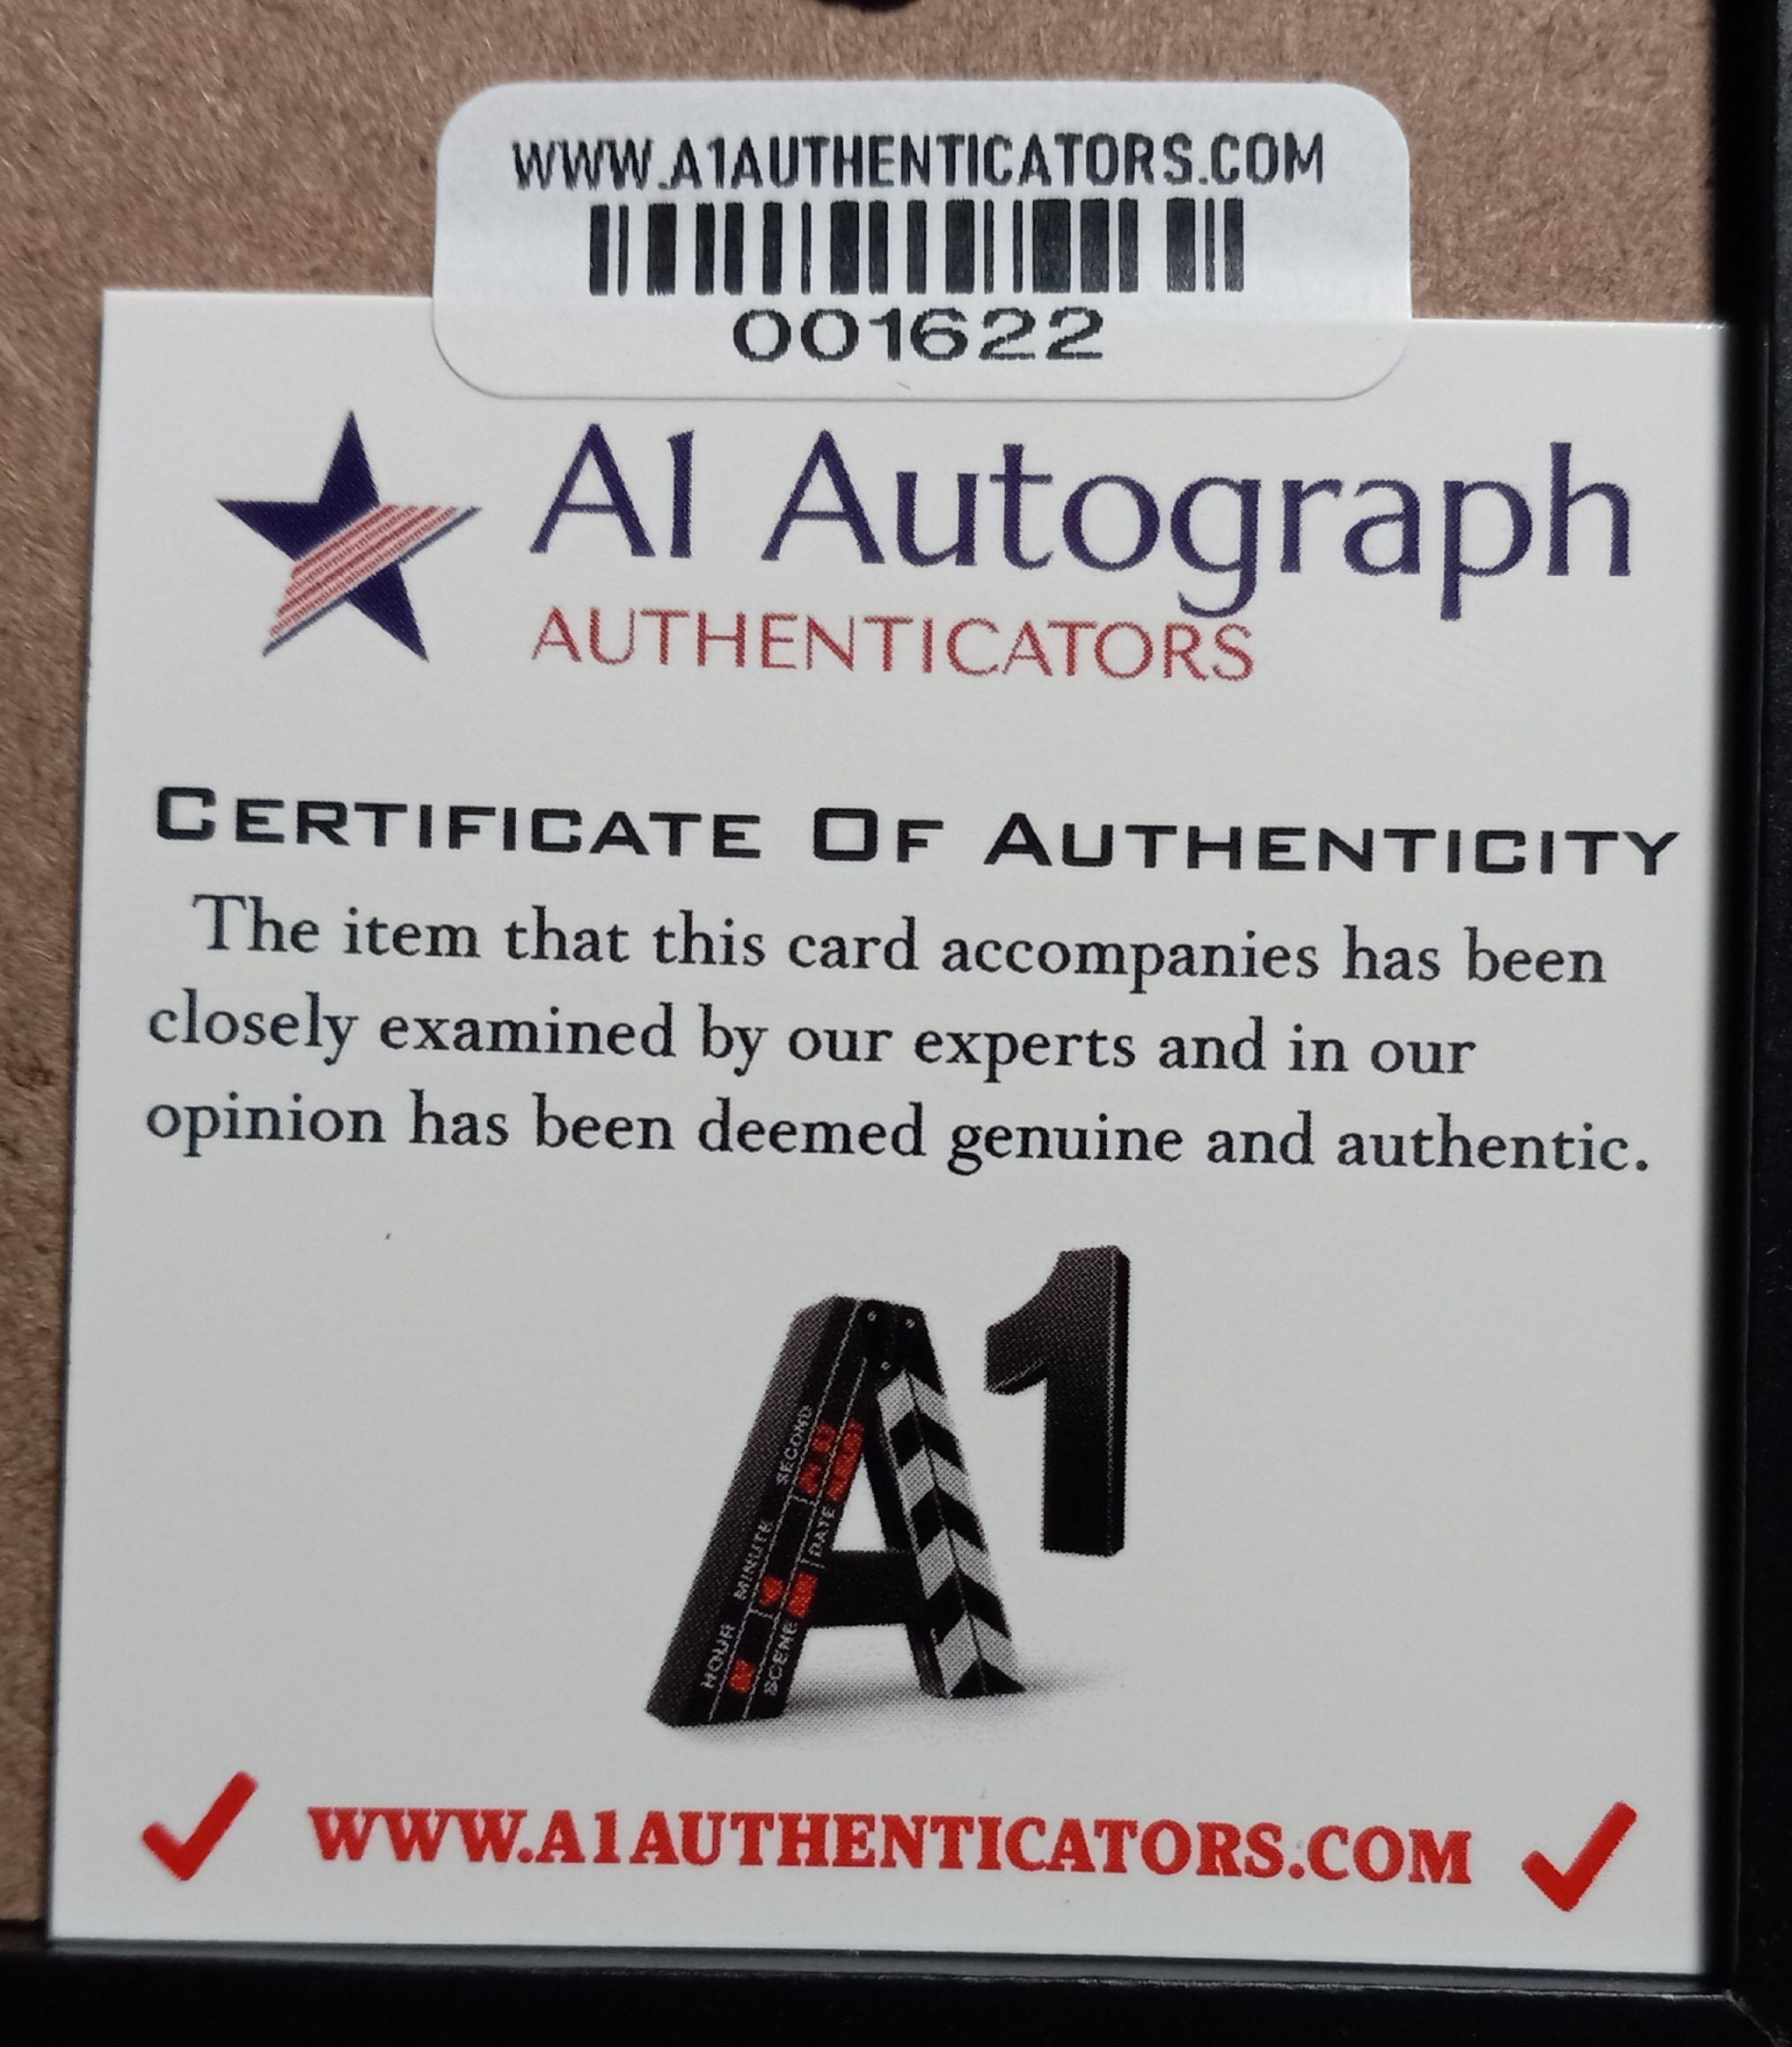 WWW.A1AUTHENTICATORS.COM
001622
A1 Autograph
AUTHENTICATORS
CERTIFICATE OF AUTHENTICITY
The item that this card accompanies has been
closely examined by our experts and in our
opinion has been deemed genuine and authentic.
A1
HOUR MINUTE SECOND
SCENE DATE
WWW.A1AUTHENTICATORS.COM